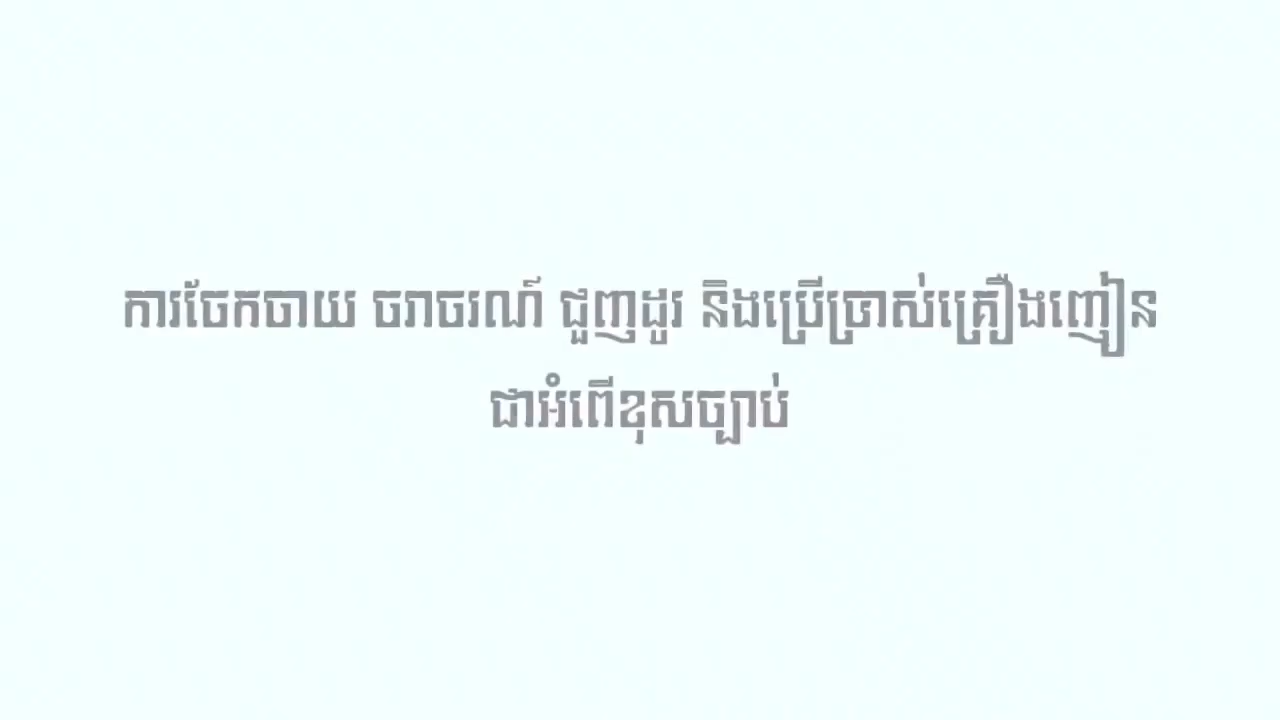 ការចែកចាយ ចរាចរណ៍ ជួញដូរ និងប្រើប្រាស់គ្រឿងញៀន
ជាអំពើខុសច្បាប់